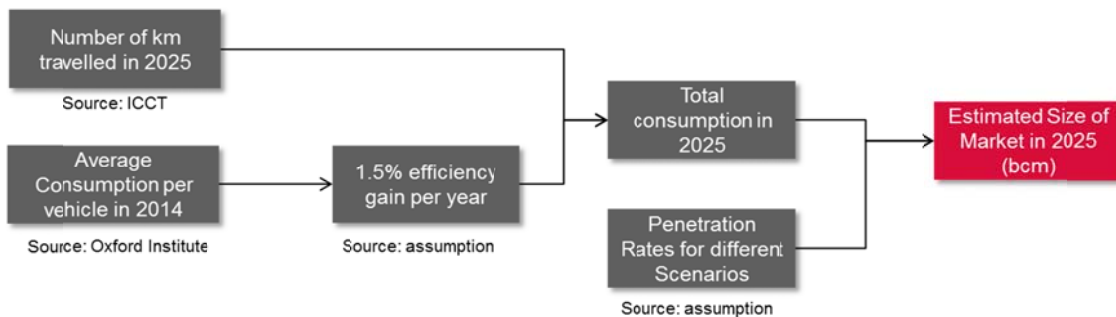 Number of km
travelled in 2025
Source: ICCT
Average
Consumption per
vehicle in 2014
Source: Oxford Institute
1.5% efficiency
gain per year
Source: assumption
Total
consumption in
2025
Penetration
Rates for different
Scenarios
Source: assumption
Estimated Size of
Market in 2025
(bcm)